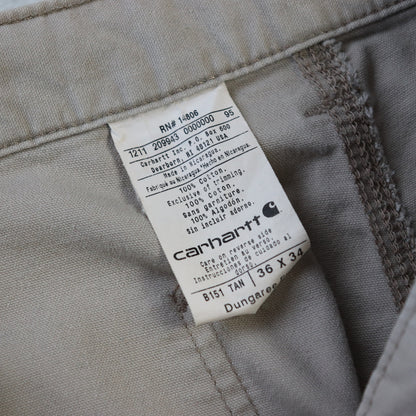 RN# 14806
1211 209943 0000000 95
Carhartt Inc. P.O. Box 600
Dearborn, MI 48121 USA
Made in Nicaragua.
Fabriqué au Nicaragua. *Hecho en Nicaragua.
100% Cotton.
Exclusive of trimming.
100% Coton.
Sans garniture.
100% Algodón.
Sin incluir adorno.
carhartt
Care on reverse side
Entretien au verso.
Instrucciones de cuidado al
dorso.
B151 TAN 36 X 34
Dungaree